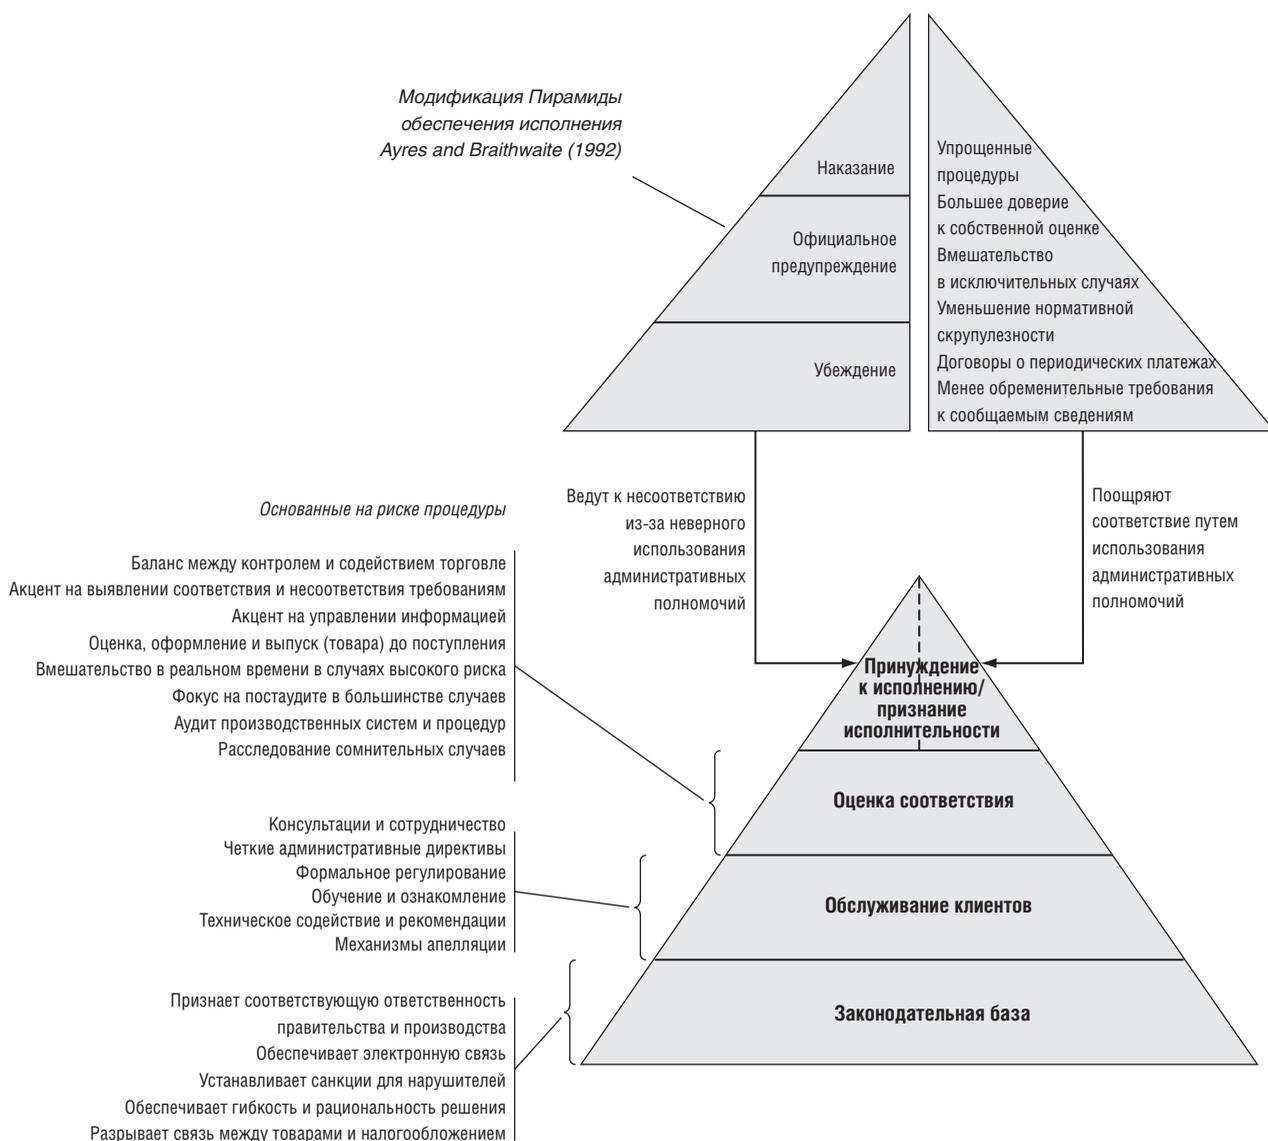 Модификация Пирамиды
обеспечения исполнения
Ayres and Braithwaite (1992)
Наказание
Официальное
предупреждение
Убеждение
Упрощенные
процедуры
Большее доверие
к собственной оценке
Вмешательство
в исключительных случаях
Уменьшение нормативной
скрупулезности
Договоры о периодических платежах
Менее обременительные требования
к сообщаемым сведениям
Ведут к несоответствию
из-за неверного
использования
административных
полномочий
Поощряют
соответствие путем
использования
административных
полномочий
Основанные на риске процедуры
Баланс между контролем и содействием торговле
Акцент на выявлении соответствия и несоответствия требованиям
Акцент на управлении информацией
Оценка, оформление и выпуск (товара) до поступления
Вмешательство в реальном времени в случаях высокого риска
Фокус на постаудите в большинстве случаев
Аудит производственных систем и процедур
Расследование сомнительных случаев
Принуждение
к исполнению/
признание
исполнительности
Оценка соответствия
Консультации и сотрудничество
Четкие административные директивы
Формальное регулирование
Обучение и ознакомление
Техническое содействие и рекомендации
Механизмы апелляции
Обслуживание клиентов
Признает соответствующую ответственность
правительства и производства
Обеспечивает электронную связь
Устанавливает санкции для нарушителей
Обеспечивает гибкость и рациональность решения
Разрывает связь между товарами и налогообложением
Законодательная база